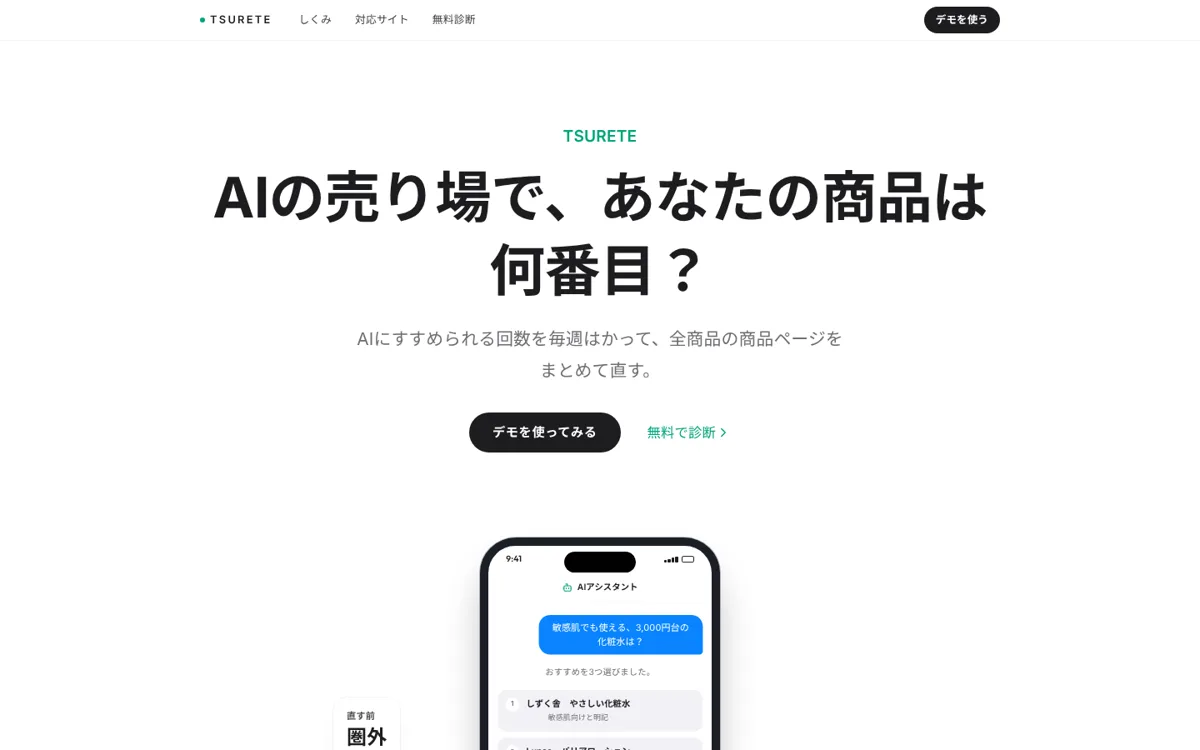 TSURETE
しくみ
対応サイト
無料診断
デモを使う
TSURETE
AIの売り場で、あなたの商品は
何番目？
AIにすすめられる回数を毎週はかって、全商品の商品ページを
まとめて直す。
デモを使ってみる
無料で診断
9:41
AIアシスタント
敏感肌でも使える、3,000円台の
化粧水は？
おすすめを3つ選びました。
1
しずく舎　やさしい化粧水
敏感肌向けと明記
直す前
圏外